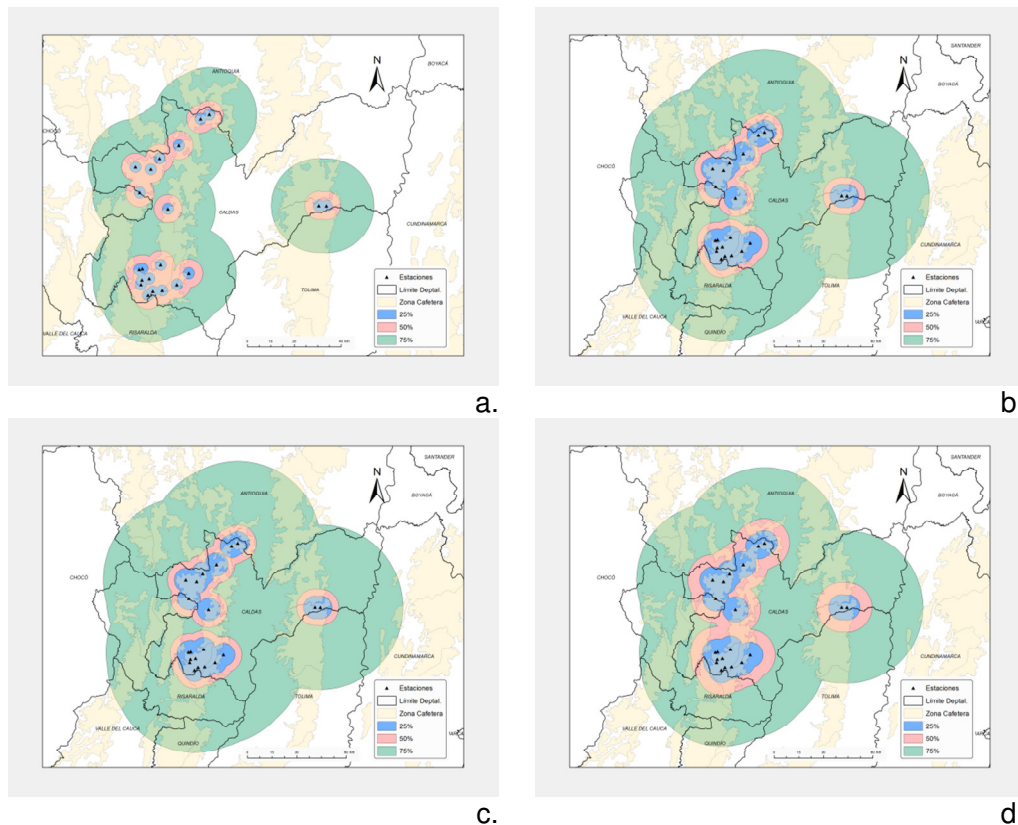 ANTIOQUIA
BOYACÁ
N
CHOCÓ
CALDAS
CUNDINAMARCA
TOLIMA
VALLE DEL CAUCA
RISARALDA
Estaciones
Límite Deptal.
Zona Cafetera
25%
50%
75%
a.
SANTANDER
ANTIOQUIA
BOYACÁ
N
CHOCÓ
CALDAS
CUNDINAMARCA
RISARALDA
TOLIMA
VALLE DEL CAUCA
QUINDÍO
Estaciones
Límite Deptal.
Zona Cafetera
25%
50%
75%
b
SANTANDER
ANTIOQUIA
BOYACÁ
N
CHOCÓ
CALDAS
CUNDINAMARCA
RISARALDA
TOLIMA
VALLE DEL CAUCA
QUINDÍO
Estaciones
Límite Deptal.
Zona Cafetera
25%
50%
75%
c.
SANTANDER
ANTIOQUIA
BOYACÁ
N
CHOCÓ
CALDAS
CUNDINAMARCA
RISARALDA
TOLIMA
VALLE DEL CAUCA
QUINDÍO
Estaciones
Límite Deptal.
Zona Cafetera
25%
50%
75%
d